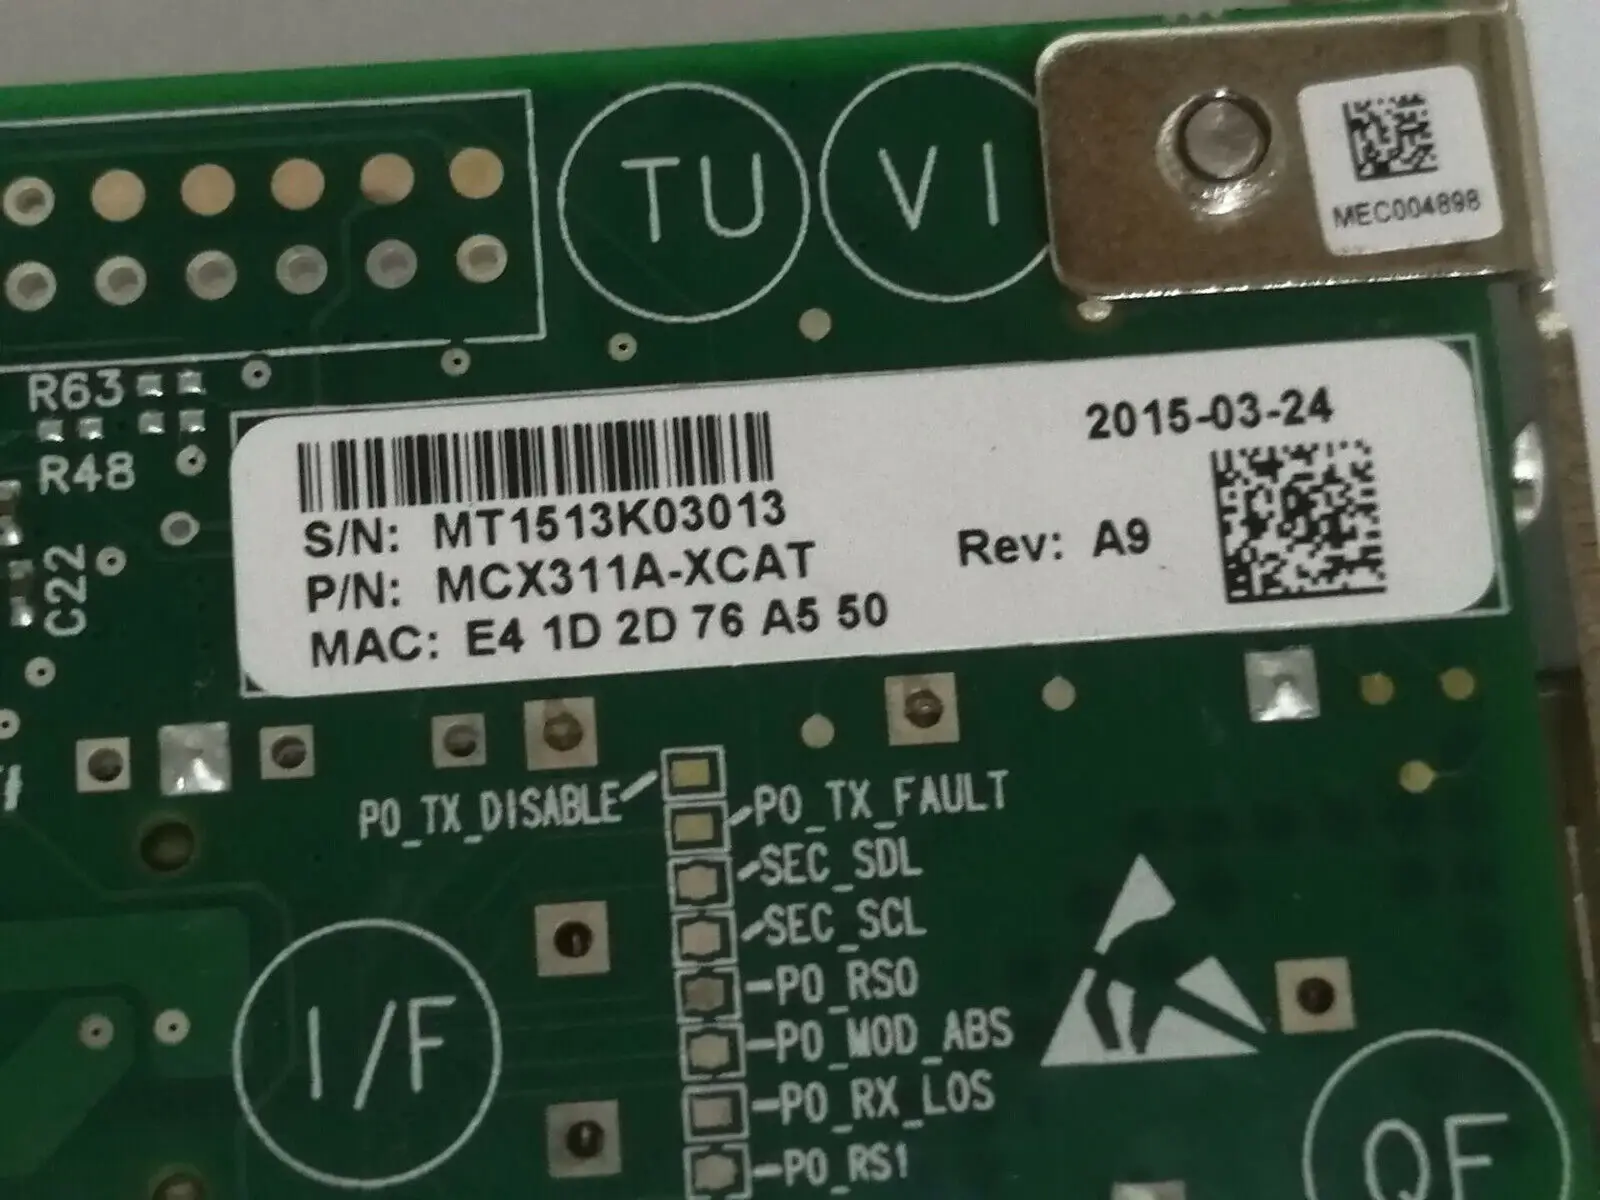 TU
VI
MEC004898
R63
R48
C22
2015-03-24
S/N: MT1513K03013
P/N: MCX311A-XCAT
Rev: A9
MAC: E4 1D 2D 76 A5 50
#
P0_TX_DISABLE
P0_TX_FAULT
SEC_SDL
SEC_SCL
P0_RS0
P0_MOD_ABS
P0_RX_LOS
P0_RS1
I/F
QF